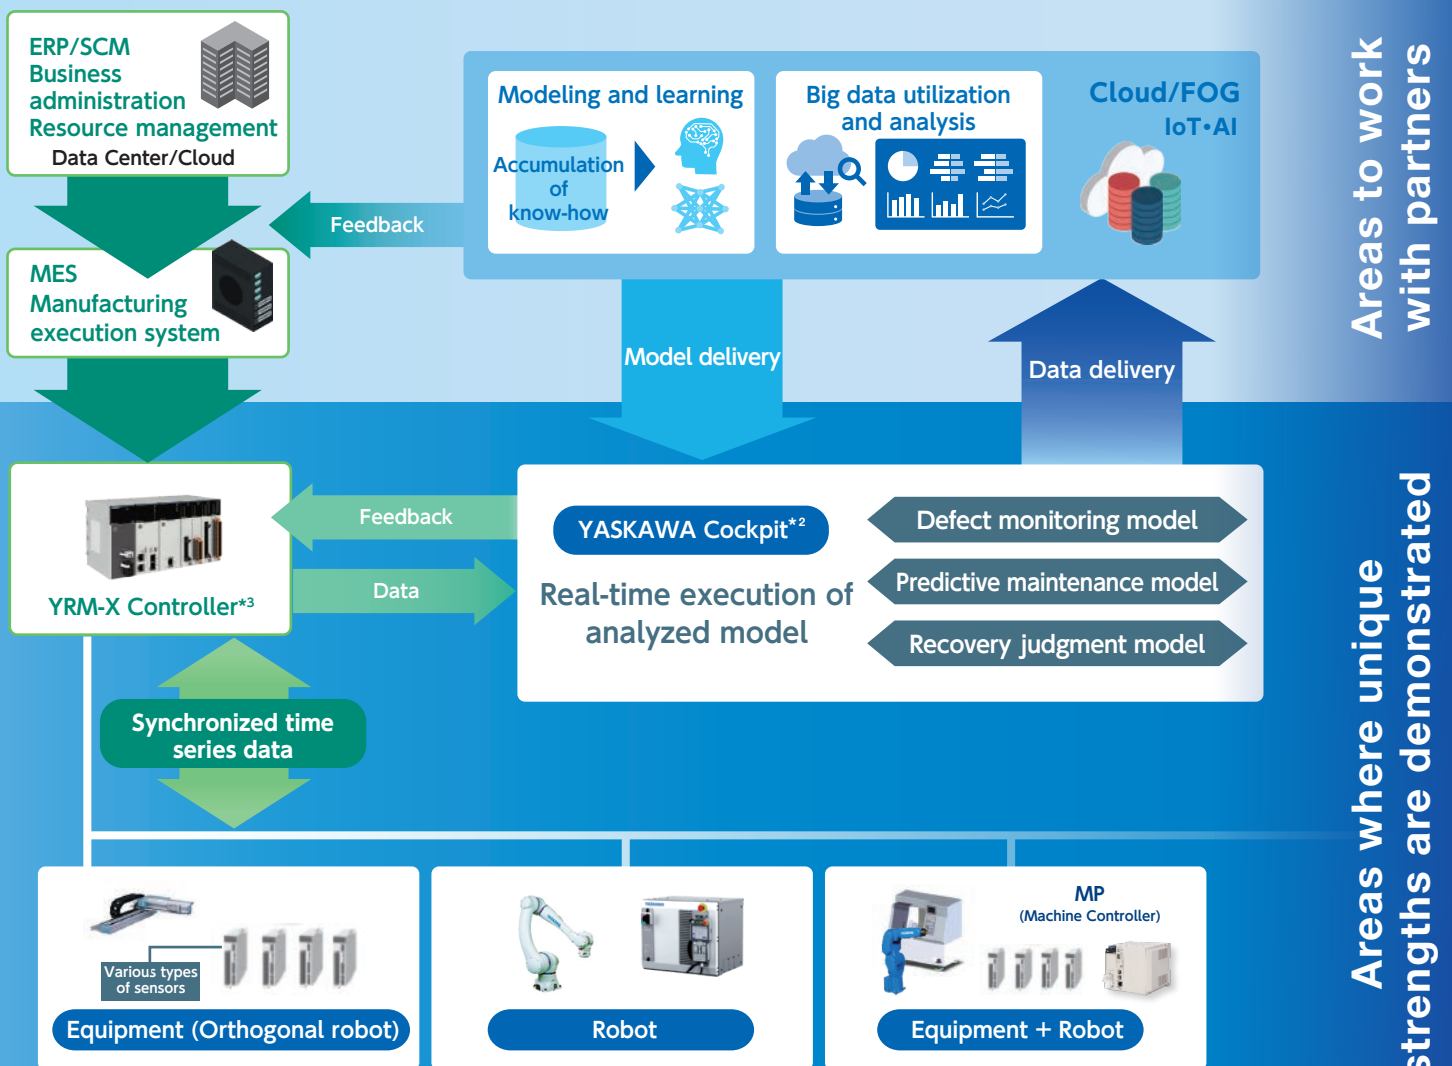 ERP/SCM
Business
administration
Resource management
Data Center/Cloud
Feedback
MES
Manufacturing
execution system
Modeling and learning
Accumulation
of
know-how
Big data utilization
and analysis
Cloud/FOG
IoT•AI
Areas to work
with partners
Model delivery
Data delivery
YRM-X Controller*3
Feedback
Data
YASKAWA Cockpit*2
Real-time execution of
analyzed model
Defect monitoring model
Predictive maintenance model
Recovery judgment model
Synchronized time
series data
Areas where unique
strengths are demonstrated
Various types
of sensors
Equipment (Orthogonal robot)
Robot
MP
(Machine Controller)
Equipment + Robot